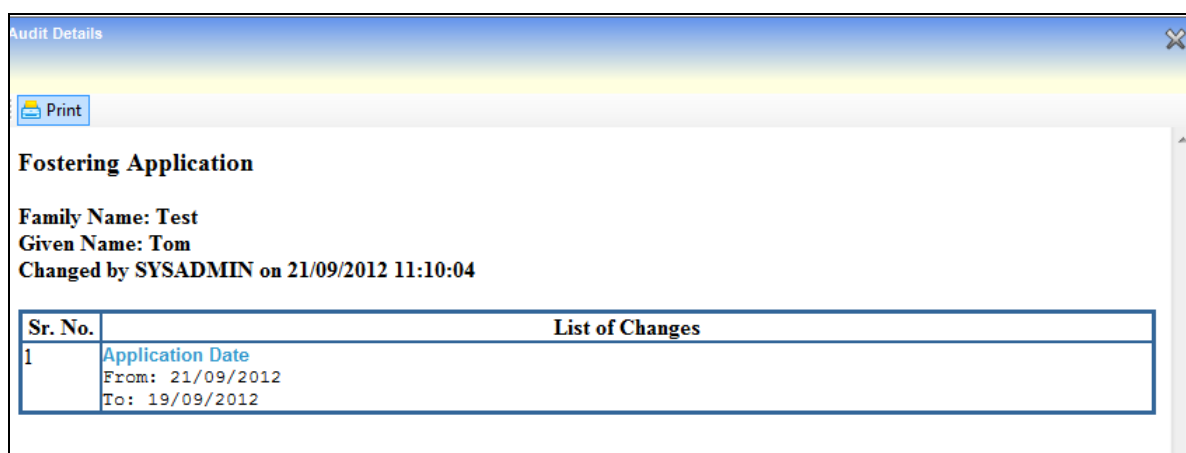 Audit Details
Print
Fostering Application
Family Name: Test
Given Name: Tom
Changed by SYSADMIN on 21/09/2012 11:10:04
Sr. No. List of Changes
1 Application Date
From: 21/09/2012
To: 19/09/2012